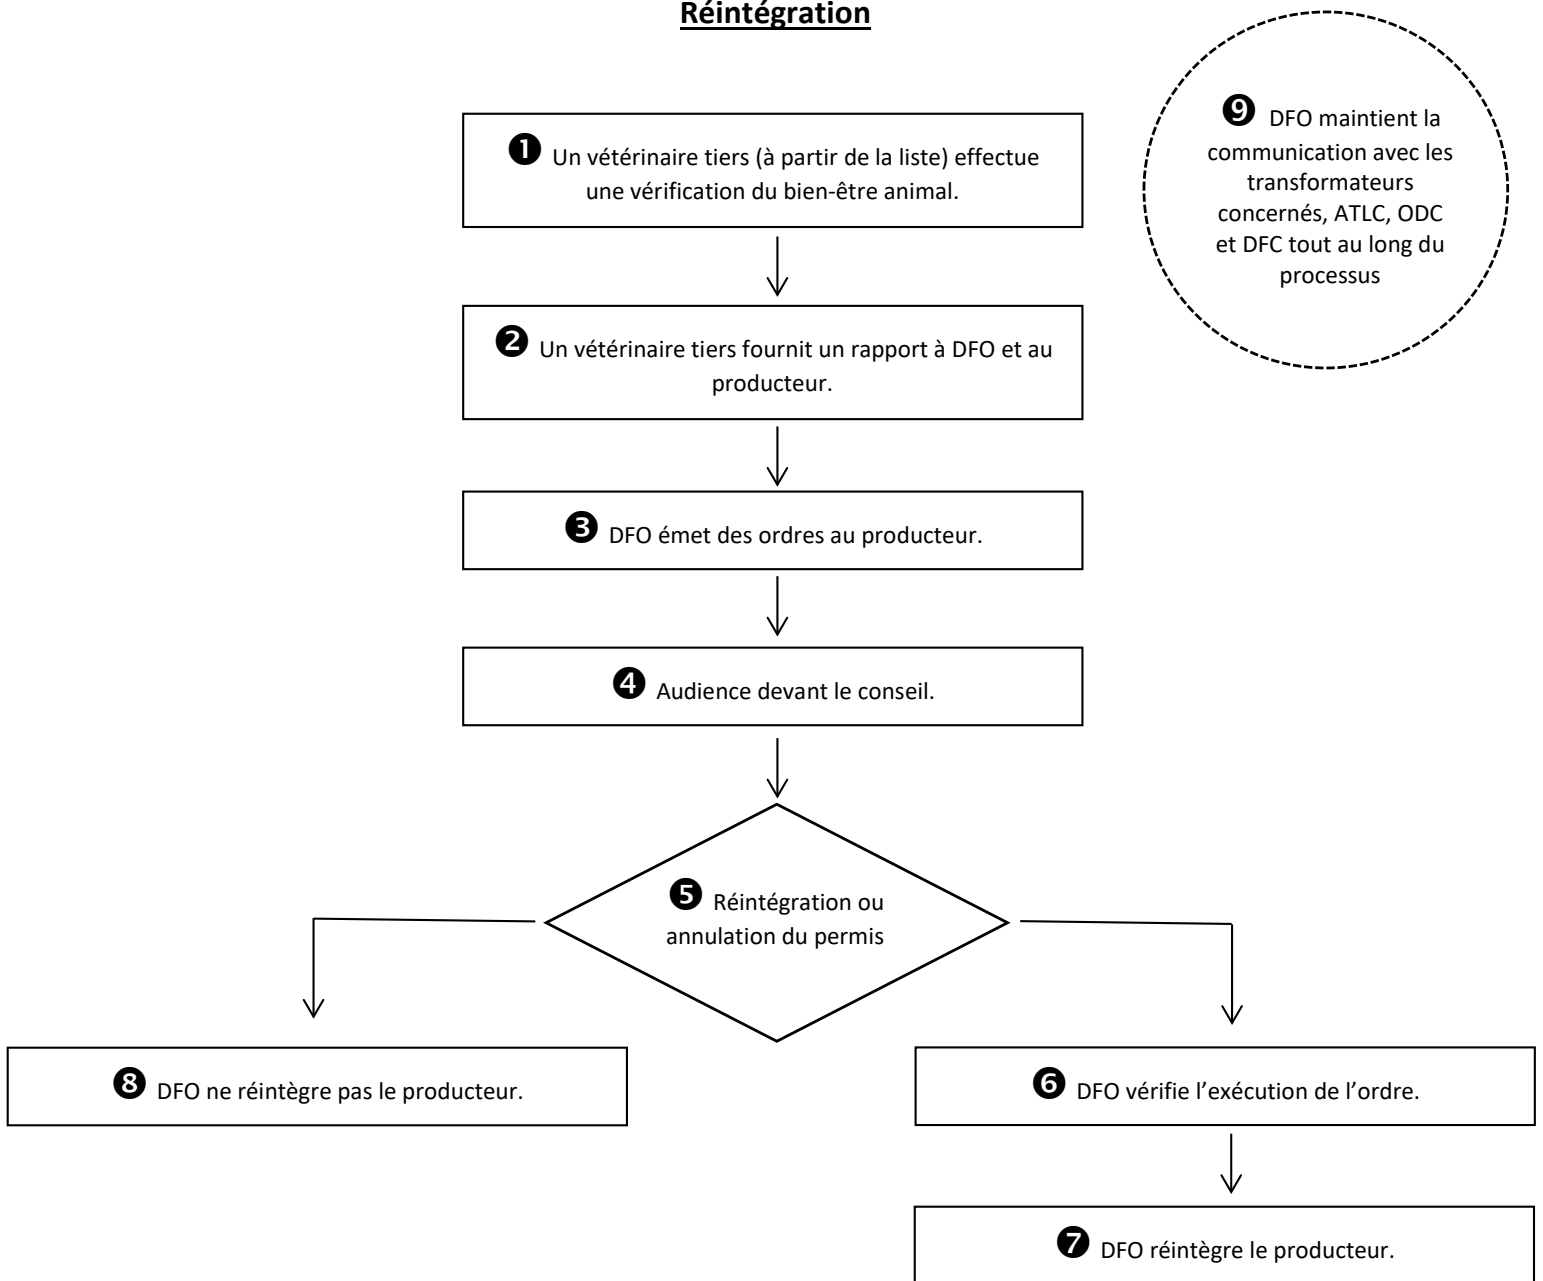 Réintégration
❾ DFO maintient la
communication avec les
transformateurs
concernés, ATLC, ODC
et DFC tout au long du
processus
❶ Un vétérinaire tiers (à partir de la liste) effectue
une vérification du bien-être animal.
❷ Un vétérinaire tiers fournit un rapport à DFO et au
producteur.
❸ DFO émet des ordres au producteur.
❹ Audience devant le conseil.
❺ Réintégration ou
annulation du permis
❽ DFO ne réintègre pas le producteur.
❻ DFO vérifie l’exécution de l’ordre.
❼ DFO réintègre le producteur.